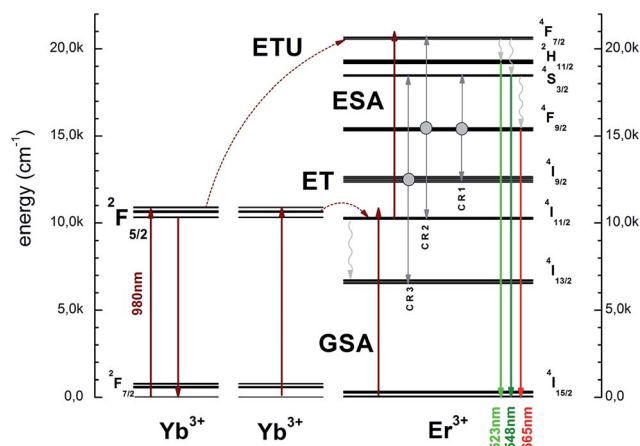 energy (cm⁻¹)
20,0k
15,0k
10,0k
5,0k
0,0
ETU
ESA
ET
GSA
²F
5/2
²F7/2
980nm
CR3
CR2
CR1
⁴F7/2
²H11/2
⁴S3/2
⁴F9/2
⁴I9/2
⁴I11/2
⁴I13/2
⁴I15/2
20,0k
15,0k
10,0k
5,0k
0,0
Yb³⁺
Yb³⁺
Er³⁺
523nm
548nm
665nm